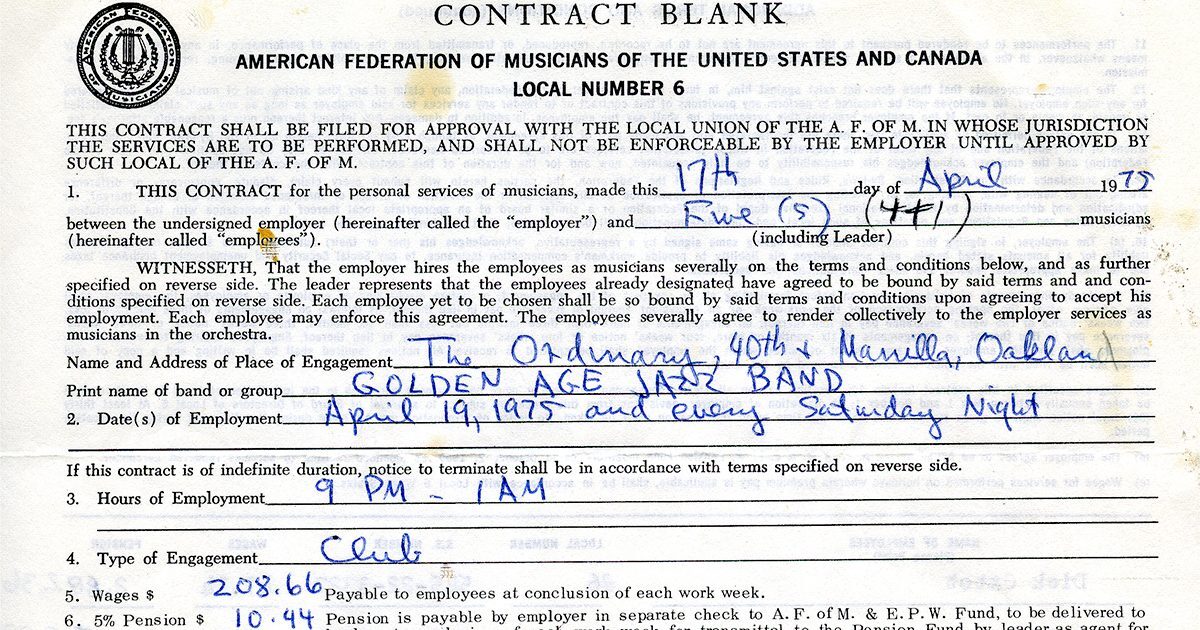 CONTRACT BLANK
AMERICAN FEDERATION OF MUSICIANS
AMERICAN FEDERATION OF MUSICIANS OF THE UNITED STATES AND CANADA
LOCAL NUMBER 6
THIS CONTRACT SHALL BE FILED FOR APPROVAL WITH THE LOCAL UNION OF THE A. F. OF M. IN WHOSE JURISDICTION
THE SERVICES ARE TO BE PERFORMED, AND SHALL NOT BE ENFORCEABLE BY THE EMPLOYER UNTIL APPROVED BY
SUCH LOCAL OF THE A. F. OF M.
1. THIS CONTRACT for the personal services of musicians, made this 17th day of April 1975
between the undersigned employer (hereinafter called the "employer") and Five (5) (4+1) musicians
(hereinafter called "employees"). (including Leader)
WITNESSETH, That the employer hires the employees as musicians severally on the terms and conditions below, and as further
specified on reverse side. The leader represents that the employees already designated have agreed to be bound by said terms and and con-
ditions specified on reverse side. Each employee yet to be chosen shall be so bound by said terms and conditions upon agreeing to accept his
employment. Each employee may enforce this agreement. The employees severally agree to render collectively to the employer services as
musicians in the orchestra.
Name and Address of Place of Engagement The Ordinary, 40th & Manilla, Oakland
Print name of band or group GOLDEN AGE JAZZ BAND
2. Date(s) of Employment April 19, 1975 and every Saturday Night
If this contract is of indefinite duration, notice to terminate shall be in accordance with terms specified on reverse side.
3. Hours of Employment 9 PM - 1 AM
4. Type of Engagement Club
5. Wages $ 208.66 Payable to employees at conclusion of each work week.
6. 5% Pension $ 10.44 Pension is payable by employer in separate check to A. F. of M. & E. P. W. Fund, to be delivered to